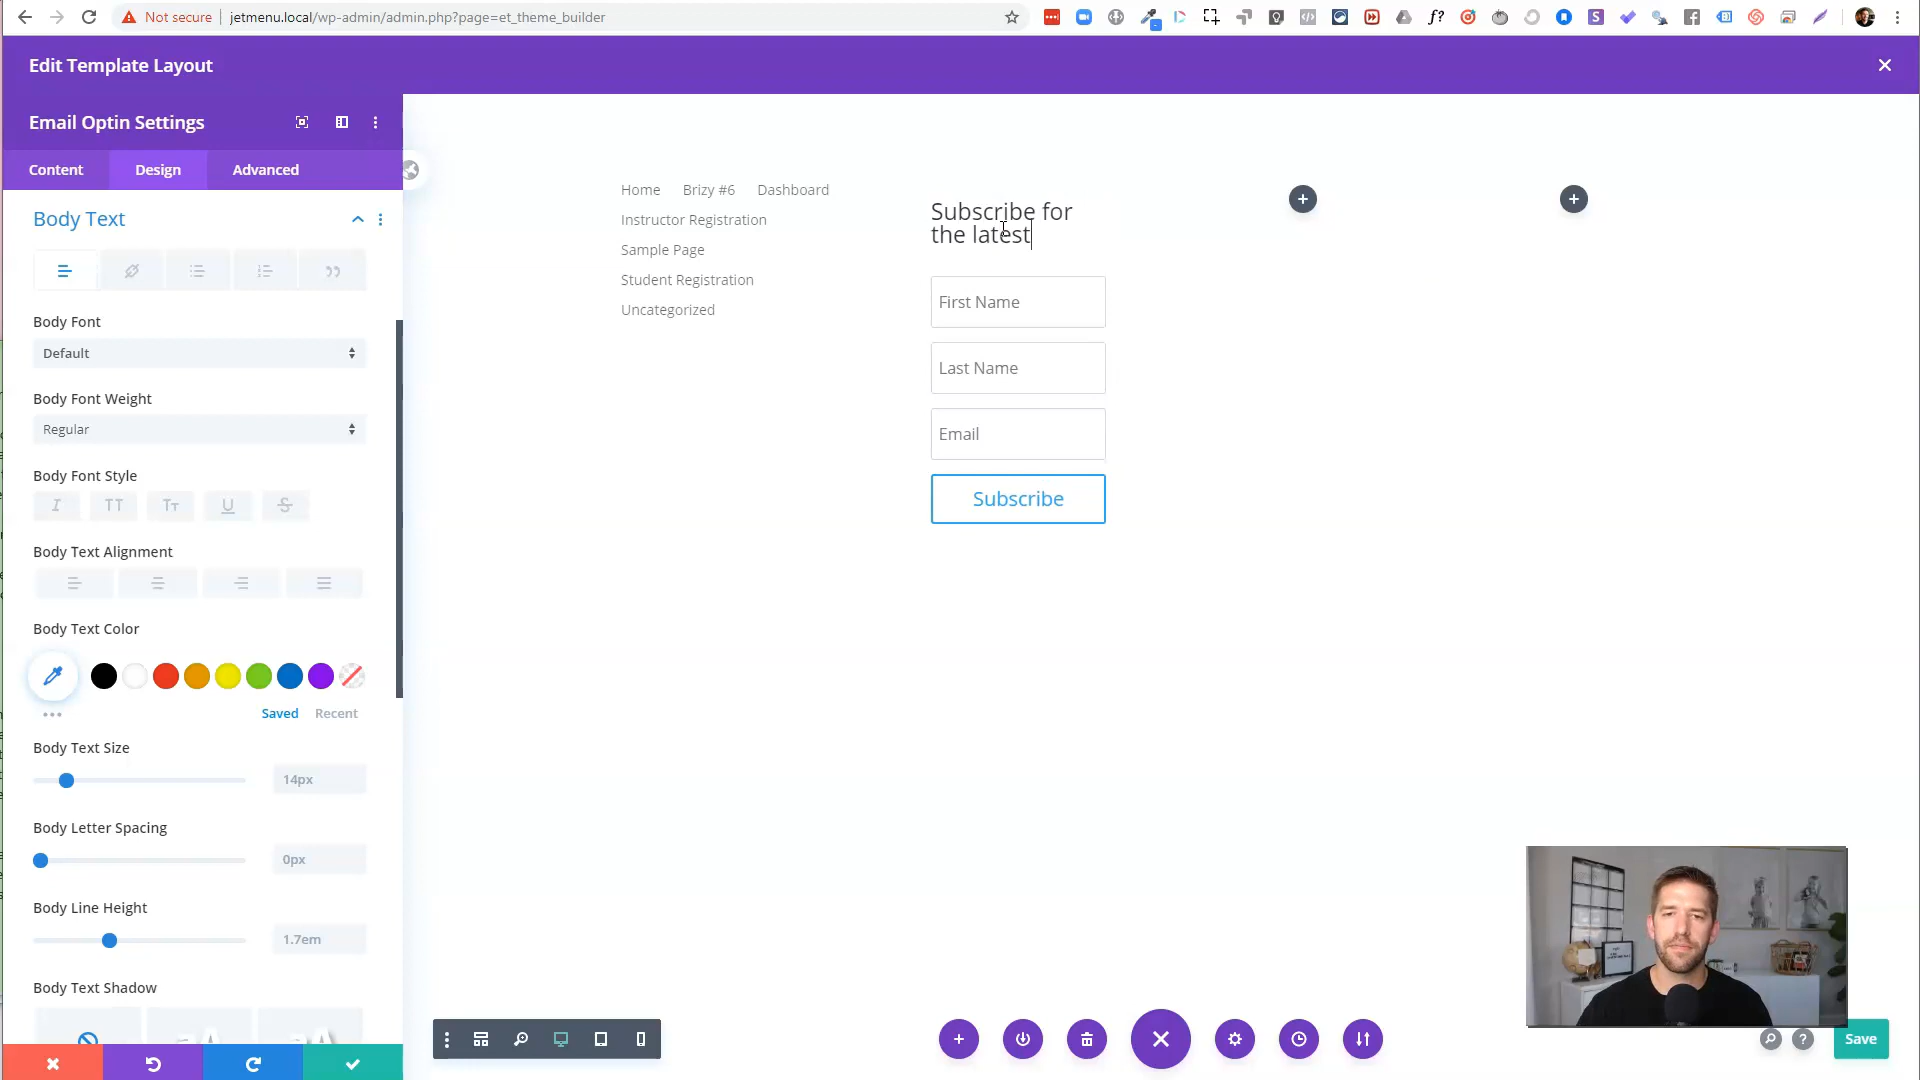 Not secure
jetmenu.local/wp-admin/admin.php?page=et_theme_builder
Edit Template Layout
Email Optin Settings
Content Design Advanced
Body Text
Body Font
Default
Body Font Weight
Regular
Body Font Style
I TT Tт U S
Body Text Alignment
Body Text Color
Saved Recent
Body Text Size
14px
Body Letter Spacing
0px
Body Line Height
1.7em
Body Text Shadow
Home Brizy #6 Dashboard
Instructor Registration
Sample Page
Student Registration
Uncategorized
Subscribe for
the latest
First Name
Last Name
Email
Subscribe
Save